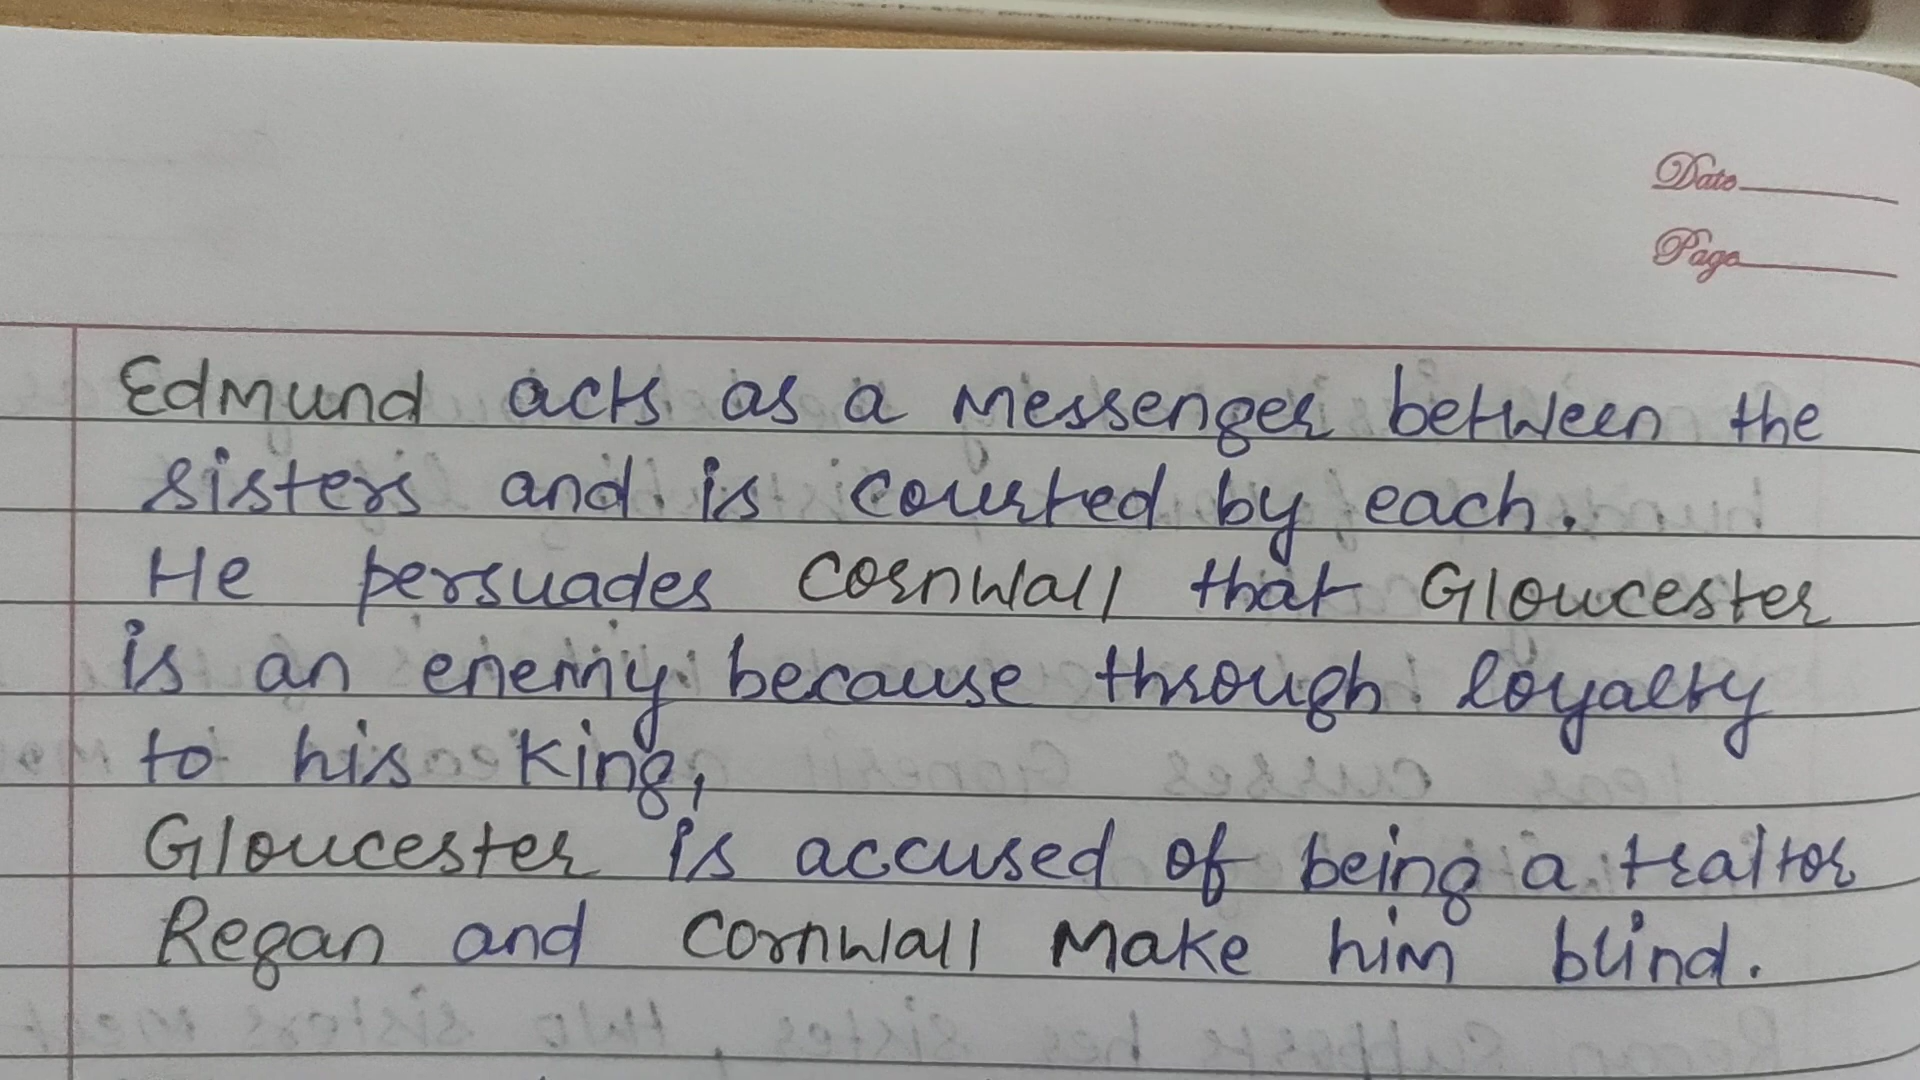 Date
Page
Edmund acts as a messenger between the
sisters and is courted by each.
He persuades Cornwall that Gloucester
is an enemy because through loyalty
to his king,
Gloucester is accused of being a traitor
Regan and Cornwall Make him blind.